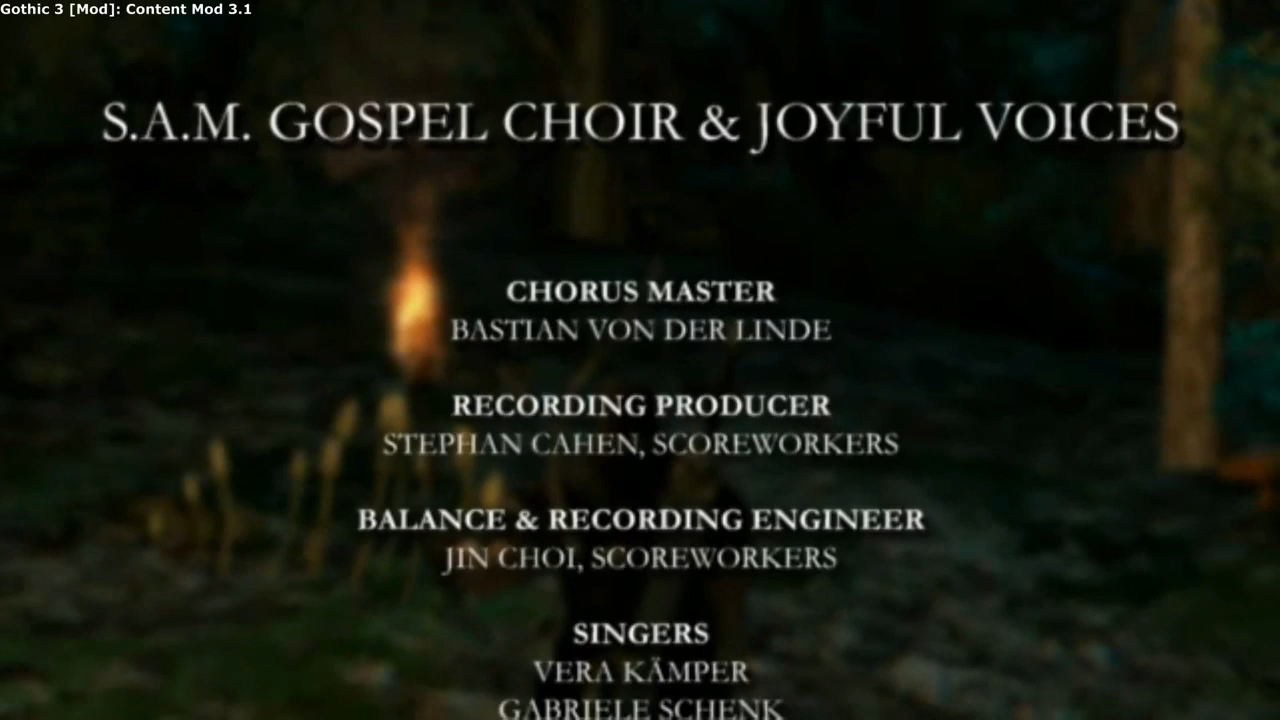 Gothic 3 [Mod]: Content Mod 3.1
S.A.M. GOSPEL CHOIR & JOYFUL VOICES
CHORUS MASTER
BASTIAN VON DER LINDE
RECORDING PRODUCER
STEPHAN CAHEN, SCOREWORKERS
BALANCE & RECORDING ENGINEER
JIN CHOI, SCOREWORKERS
SINGERS
VERA KÄMPER
GABRIELE SCHENK